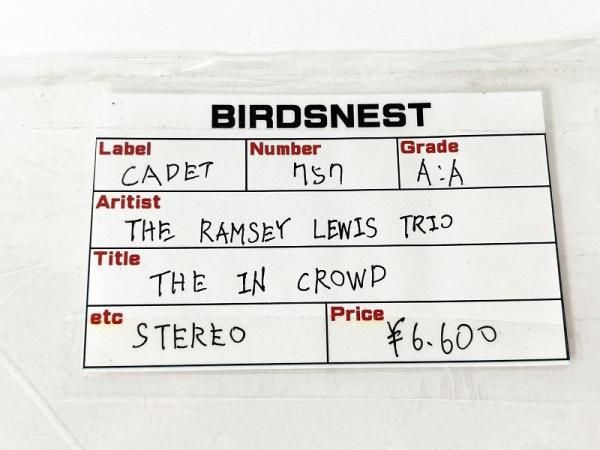 BIRDSNEST
Label Number Grade
CADET 757 A:A
Aritist
THE RAMSEY LEWIS TRIO
Title
THE IN CROWD
etc Price
STEREO ¥6.600